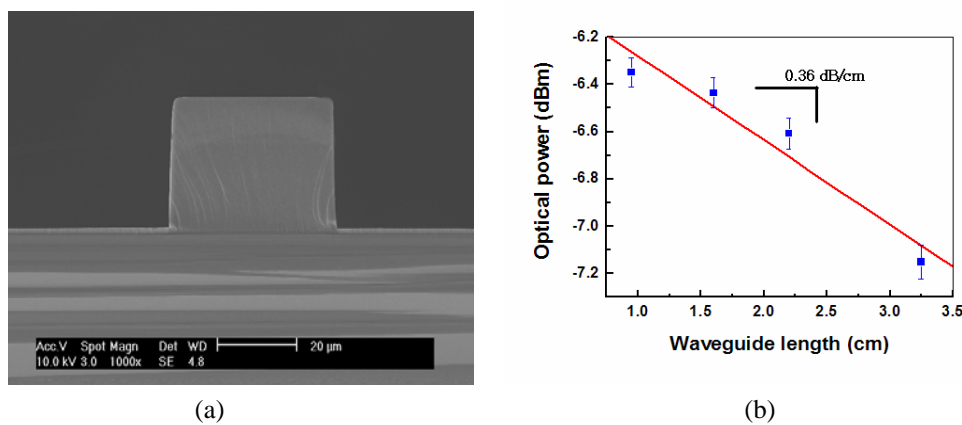 Acc.V Spot Magn Det WD 20 µm
10.0 kV 3.0 1000x SE 4.8
(a)
-6.2
-6.4
-6.6
-6.8
-7.0
-7.2
Optical power (dBm)
0.36 dB/cm
1.0 1.5 2.0 2.5 3.0 3.5
Waveguide length (cm)
(b)